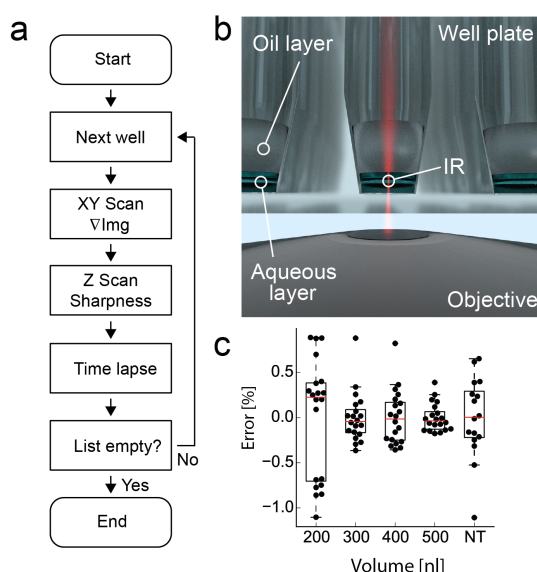 a
Start
Next well
XY Scan
∇Img
Z Scan
Sharpness
Time lapse
List empty?
No
Yes
End
b
Oil layer
Well plate
IR
Aqueous
layer
Objective
c
Error [%]
0.5
0.0
−0.5
−1.0
200 300 400 500 NT
Volume [nl]